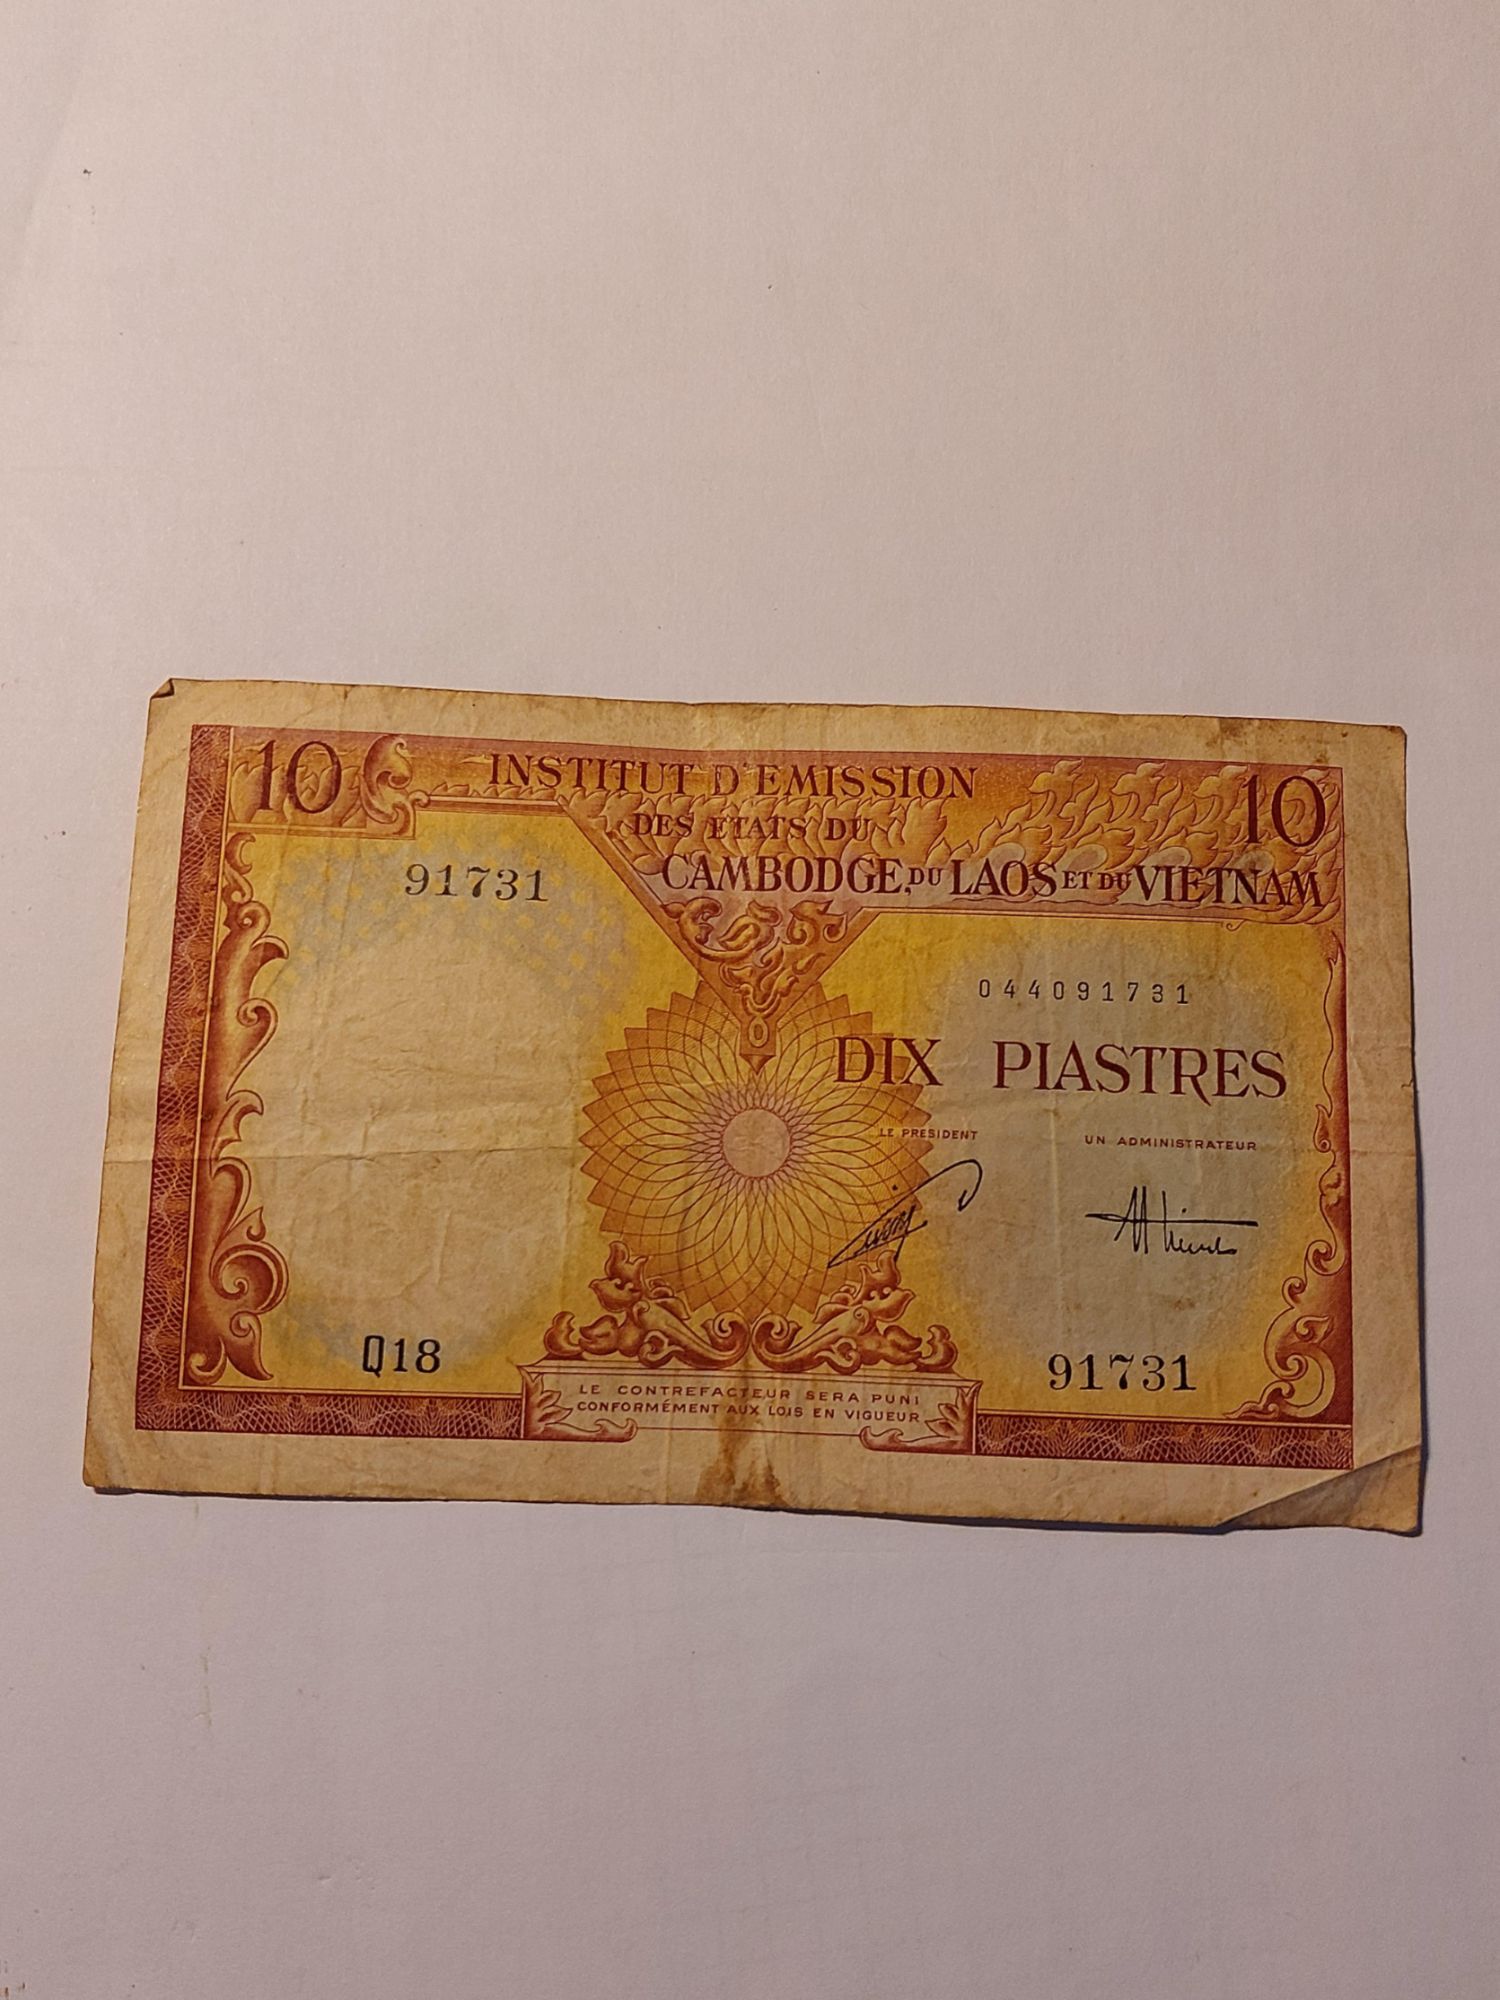 10 INSTITUT D'EMISSION 10
DES ETATS DU
CAMBODGE, DU LAOS ET DU VIETNAM
91731
044091731
DIX PIASTRES
LE PRESIDENT UN ADMINISTRATEUR
Q18 91731
LE CONTREFACTEUR SERA PUNI
CONFORMÉMENT AUX LOIS EN VIGUEUR